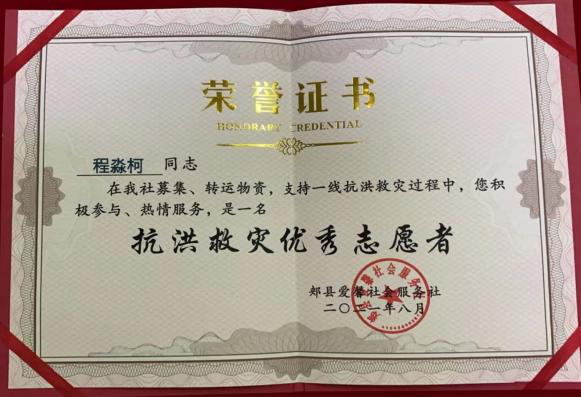 荣誉证书
HONORARY CREDENTIAL
程淼柯 同志
在我社募集、转运物资，支持一线抗洪救灾过程中，您积
极参与、热情服务，是一名
抗洪救灾优秀志愿者
郏县爱馨社会服务社
二〇二一年八月